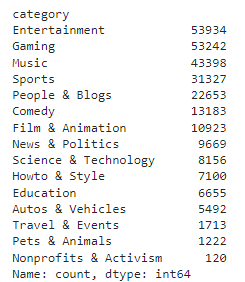 category
Entertainment 53934
Gaming 53242
Music 43398
Sports 31327
People & Blogs 22653
Comedy 13183
Film & Animation 10923
News & Politics 9669
Science & Technology 8156
Howto & Style 7100
Education 6655
Autos & Vehicles 5492
Travel & Events 1713
Pets & Animals 1222
Nonprofits & Activism 120
Name: count, dtype: int64